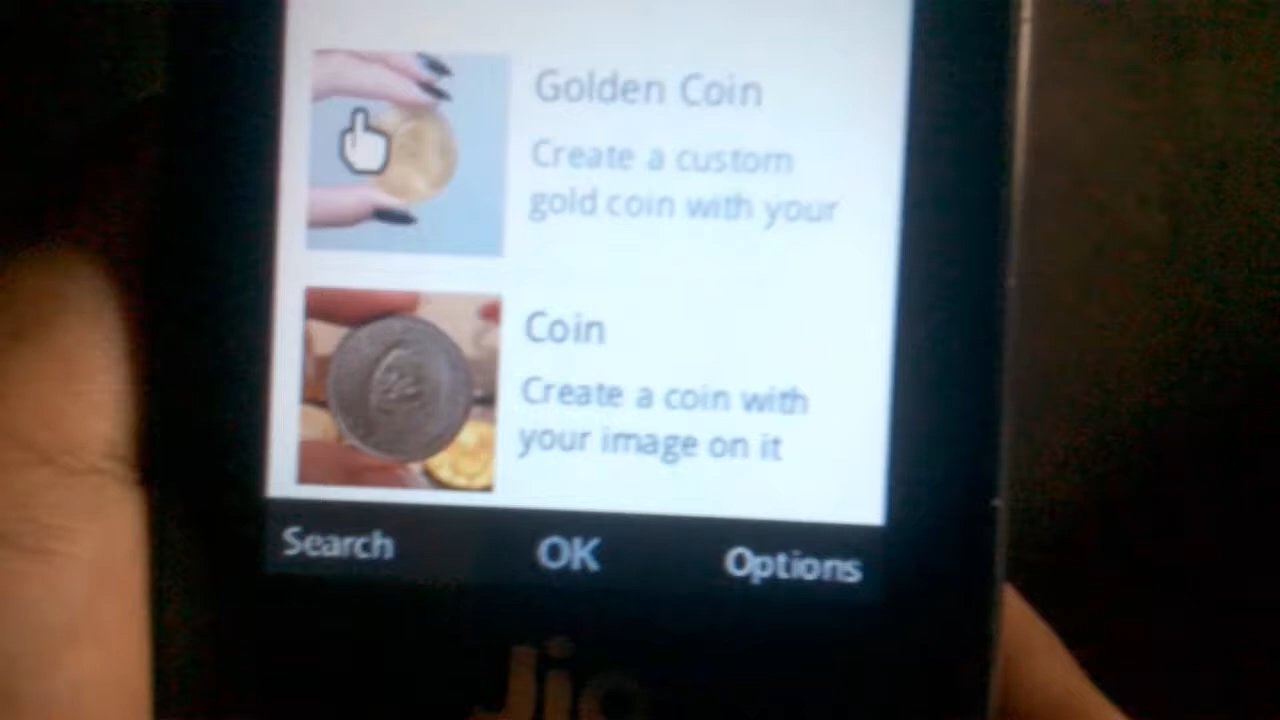 Golden Coin
Create a custom
gold coin with your
Coin
Create a coin with
your image on it
Search OK Options
Jio